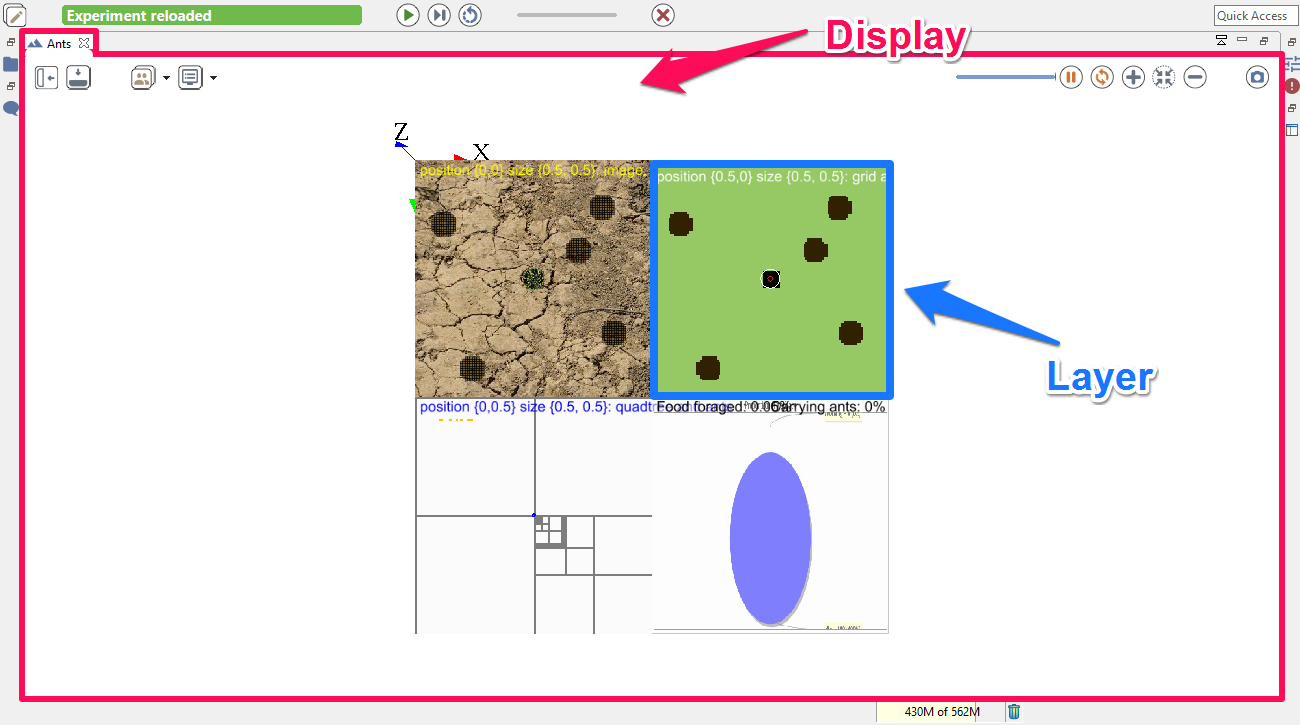 Experiment reloaded
Quick Access
Ants
Display
Z
X
position {0,0} size {0.5, 0.5}: image
position {0.5,0} size {0.5, 0.5}: grid a
Layer
position {0,0.5} size {0.5, 0.5}: quadtr
Food foraged: 0.06%
Carrying ants: 0%
430M of 562M